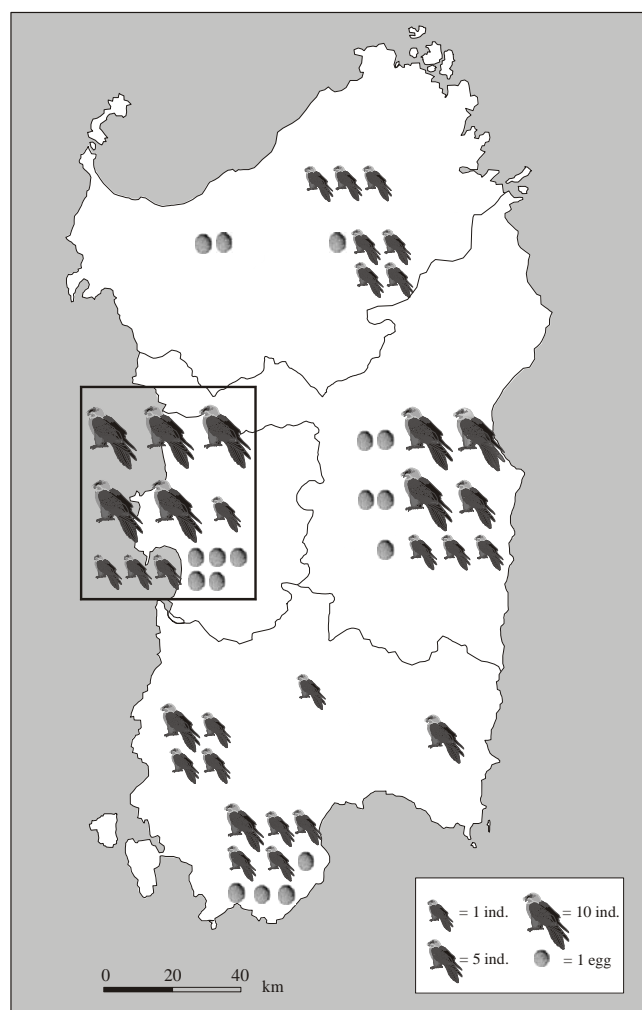 = 1 ind.
= 10 ind.
= 5 ind.
= 1 egg
0 20 40
km